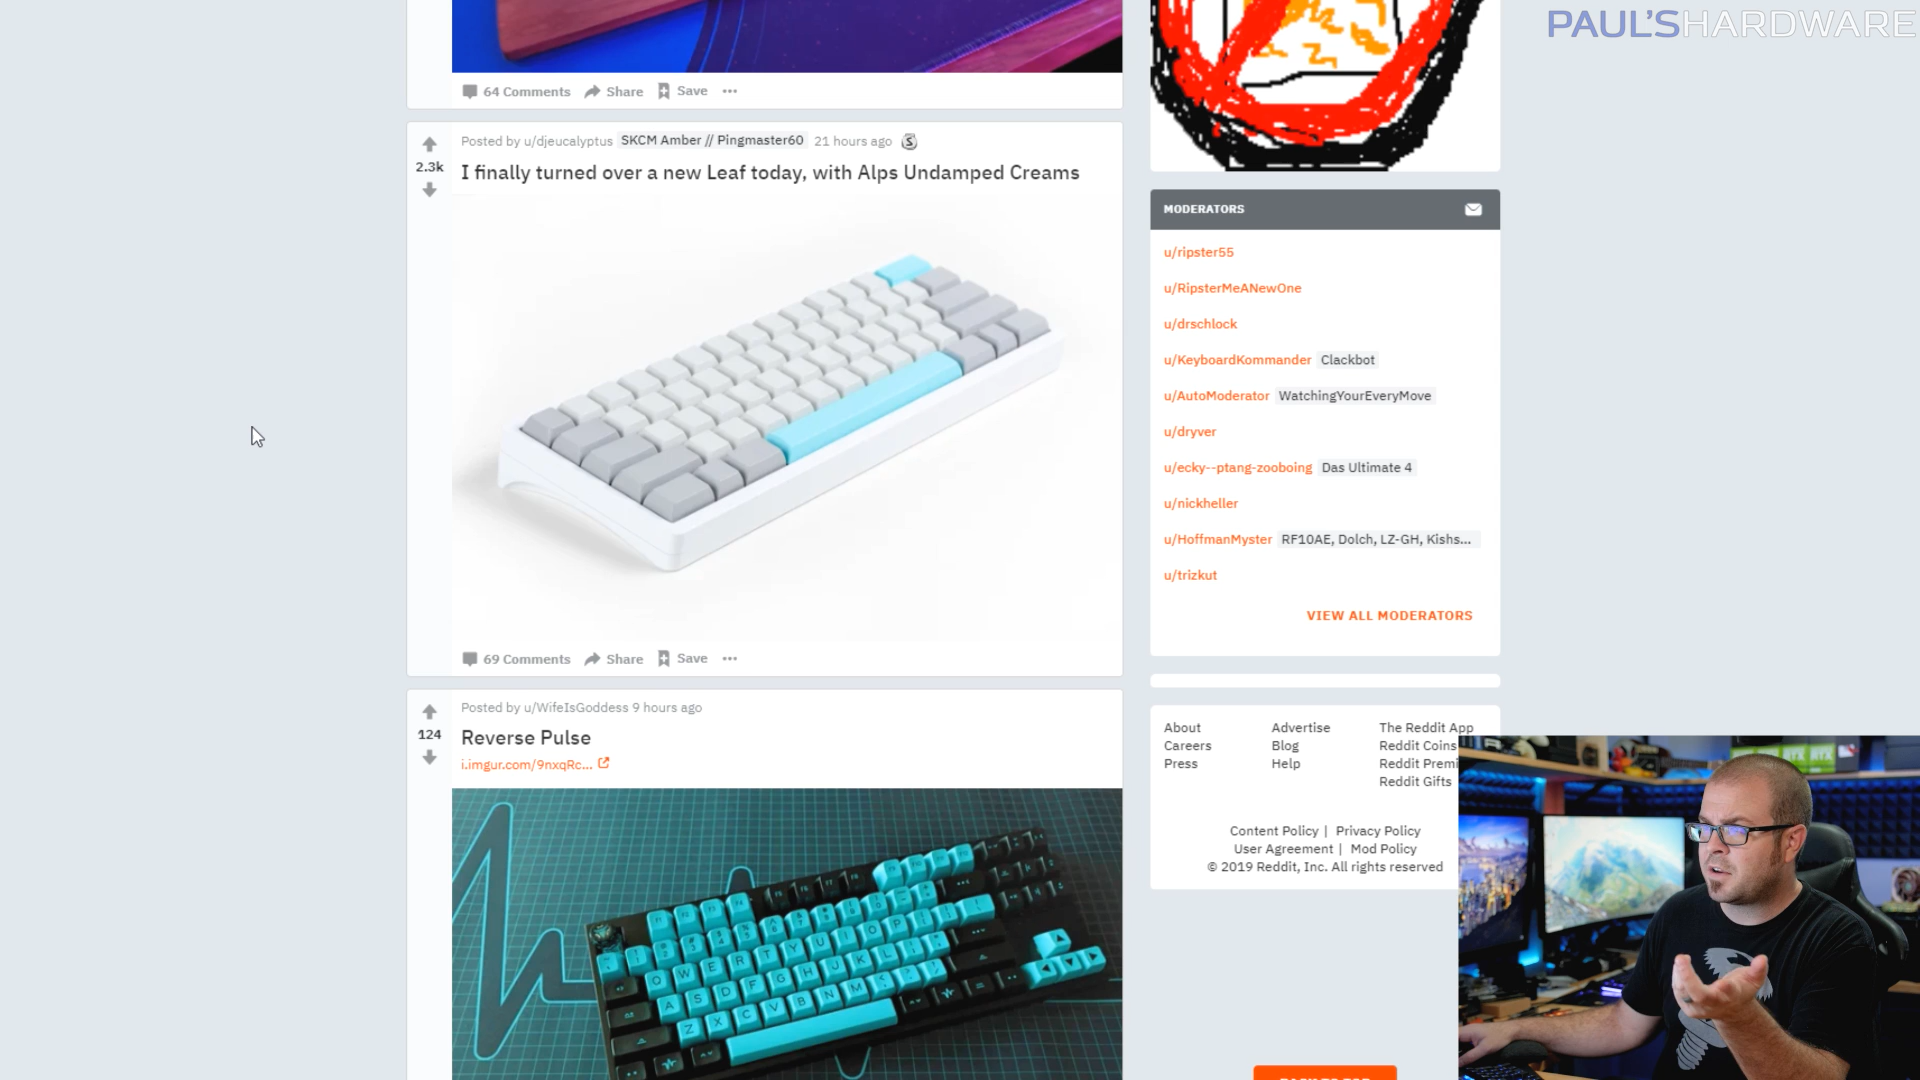 PAUL'SHARDWARE
64 Comments Share Save
Posted by u/djeucalyptus SKCM Amber // Pingmaster60 21 hours ago
2.3k
I finally turned over a new Leaf today, with Alps Undamped Creams
69 Comments Share Save
Posted by u/WifeIsGoddess 9 hours ago
124
Reverse Pulse
i.imgur.com/9nxqRc...
MODERATORS
u/ripster55
u/RipsterMeANewOne
u/drschlock
u/KeyboardKommander Clackbot
u/AutoModerator WatchingYourEveryMove
u/dryver
u/ecky--ptang-zooboing Das Ultimate 4
u/nickheller
u/HoffmanMyster RF10AE, Dolch, LZ-GH, Kishs...
u/trizkut
VIEW ALL MODERATORS
About Advertise The Reddit App
Careers Blog Reddit Coins
Press Help Reddit Premi
Reddit Gifts
Content Policy | Privacy Policy
User Agreement | Mod Policy
© 2019 Reddit, Inc. All rights reserved